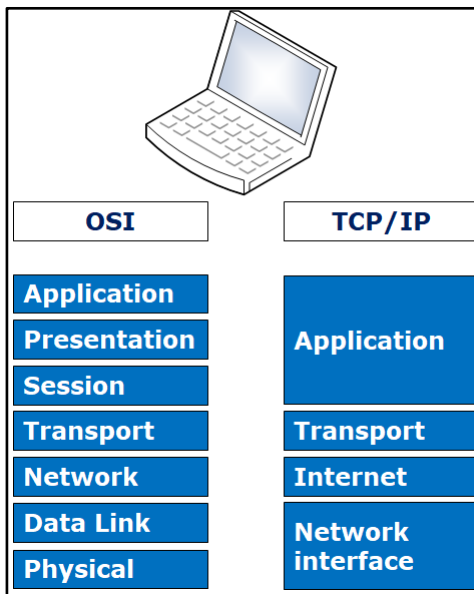 OSI
TCP/IP
Application
Presentation
Session
Transport
Network
Data Link
Physical
Application
Transport
Internet
Network
interface